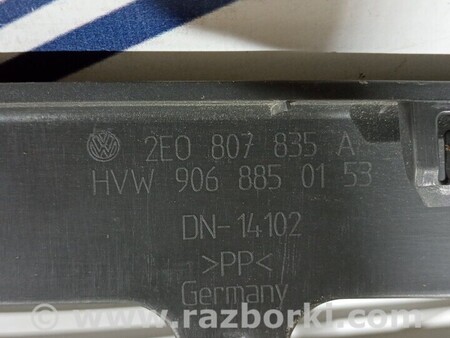 2E0 807 835 A
HVW 906 885 01 53
DN-14102
>PP<
Germany
© www.razborki.com